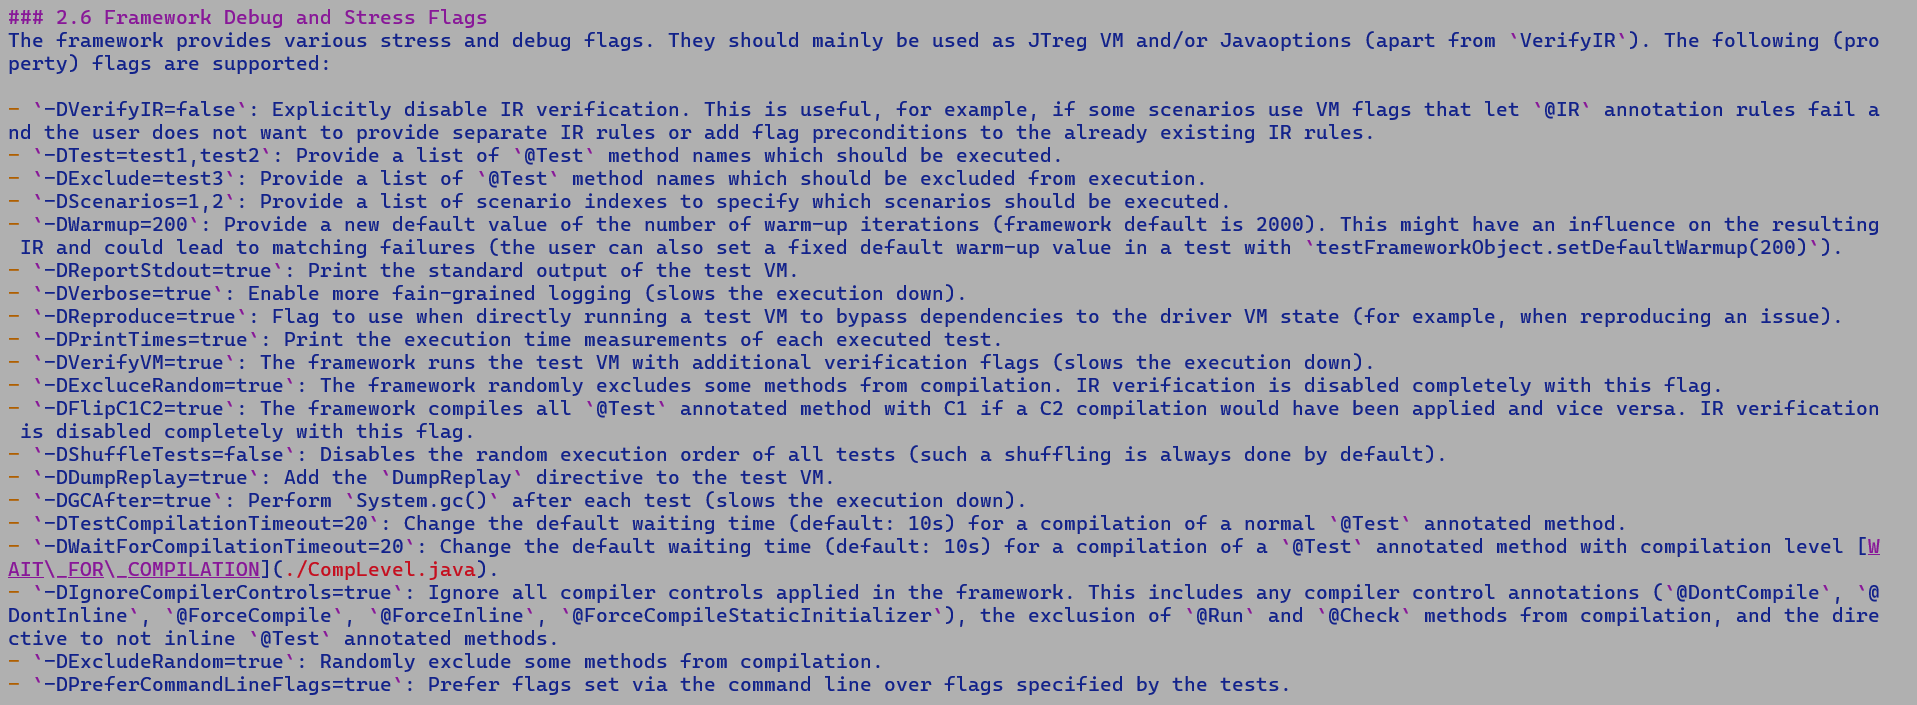 ### 2.6 Framework Debug and Stress Flags
The framework provides various stress and debug flags. They should mainly be used as JTreg VM and/or Javaoptions (apart from `VerifyIR`). The following (pro
perty) flags are supported:

- `-DVerifyIR=false`: Explicitly disable IR verification. This is useful, for example, if some scenarios use VM flags that let `@IR` annotation rules fail a
nd the user does not want to provide separate IR rules or add flag preconditions to the already existing IR rules.
- `-DTest=test1,test2`: Provide a list of `@Test` method names which should be executed.
- `-DExclude=test3`: Provide a list of `@Test` method names which should be excluded from execution.
- `-DScenarios=1,2`: Provide a list of scenario indexes to specify which scenarios should be executed.
- `-DWarmup=200`: Provide a new default value of the number of warm-up iterations (framework default is 2000). This might have an influence on the resulting
 IR and could lead to matching failures (the user can also set a fixed default warm-up value in a test with `testFrameworkObject.setDefaultWarmup(200)`).
- `-DReportStdout=true`: Print the standard output of the test VM.
- `-DVerbose=true`: Enable more fain-grained logging (slows the execution down).
- `-DReproduce=true`: Flag to use when directly running a test VM to bypass dependencies to the driver VM state (for example, when reproducing an issue).
- `-DPrintTimes=true`: Print the execution time measurements of each executed test.
- `-DVerifyVM=true`: The framework runs the test VM with additional verification flags (slows the execution down).
- `-DExcluceRandom=true`: The framework randomly excludes some methods from compilation. IR verification is disabled completely with this flag.
- `-DFlipC1C2=true`: The framework compiles all `@Test` annotated method with C1 if a C2 compilation would have been applied and vice versa. IR verification
 is disabled completely with this flag.
- `-DShuffleTests=false`: Disables the random execution order of all tests (such a shuffling is always done by default).
- `-DDumpReplay=true`: Add the `DumpReplay` directive to the test VM.
- `-DGCAfter=true`: Perform `System.gc()` after each test (slows the execution down).
- `-DTestCompilationTimeout=20`: Change the default waiting time (default: 10s) for a compilation of a normal `@Test` annotated method.
- `-DWaitForCompilationTimeout=20`: Change the default waiting time (default: 10s) for a compilation of a `@Test` annotated method with compilation level [W
AIT\_FOR\_COMPILATION](./CompLevel.java).
- `-DIgnoreCompilerControls=true`: Ignore all compiler controls applied in the framework. This includes any compiler control annotations (`@DontCompile`, `@
DontInline`, `@ForceCompile`, `@ForceInline`, `@ForceCompileStaticInitializer`), the exclusion of `@Run` and `@Check` methods from compilation, and the dire
ctive to not inline `@Test` annotated methods.
- `-DExcludeRandom=true`: Randomly exclude some methods from compilation.
- `-DPreferCommandLineFlags=true`: Prefer flags set via the command line over flags specified by the tests.